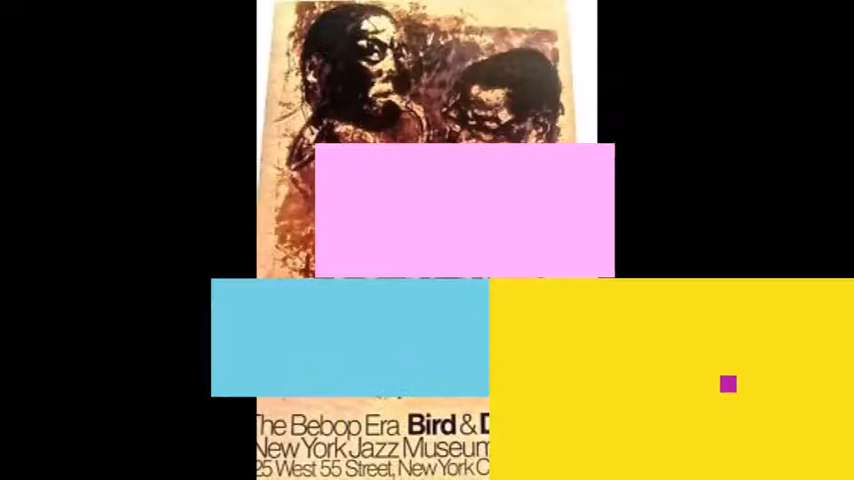 The Bebop Era Bird &
New York Jazz Museum
25 West 55 Street, New York